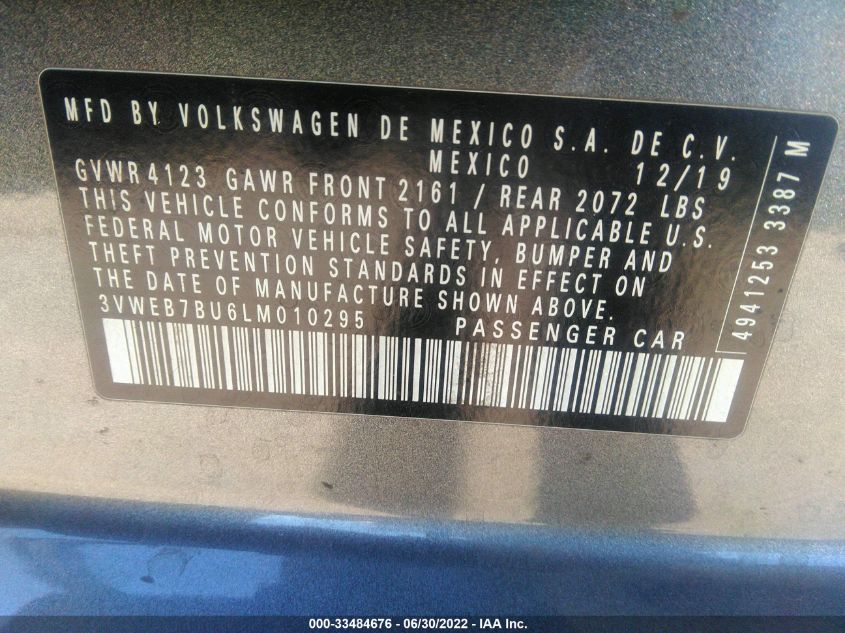 MFD BY VOLKSWAGEN DE MEXICO S.A. DE C.V.
MEXICO 12/19
GVWR 4123 GAWR FRONT 2161 / REAR 2072 LBS
THIS VEHICLE CONFORMS TO ALL APPLICABLE U.S.
FEDERAL MOTOR VEHICLE SAFETY, BUMPER AND
THEFT PREVENTION STANDARDS IN EFFECT ON
THE DATE OF MANUFACTURE SHOWN ABOVE.
3VWEB7BU6LM010295 PASSENGER CAR
4941253 3387 M
000-33484676 - 06/30/2022 - IAA Inc.